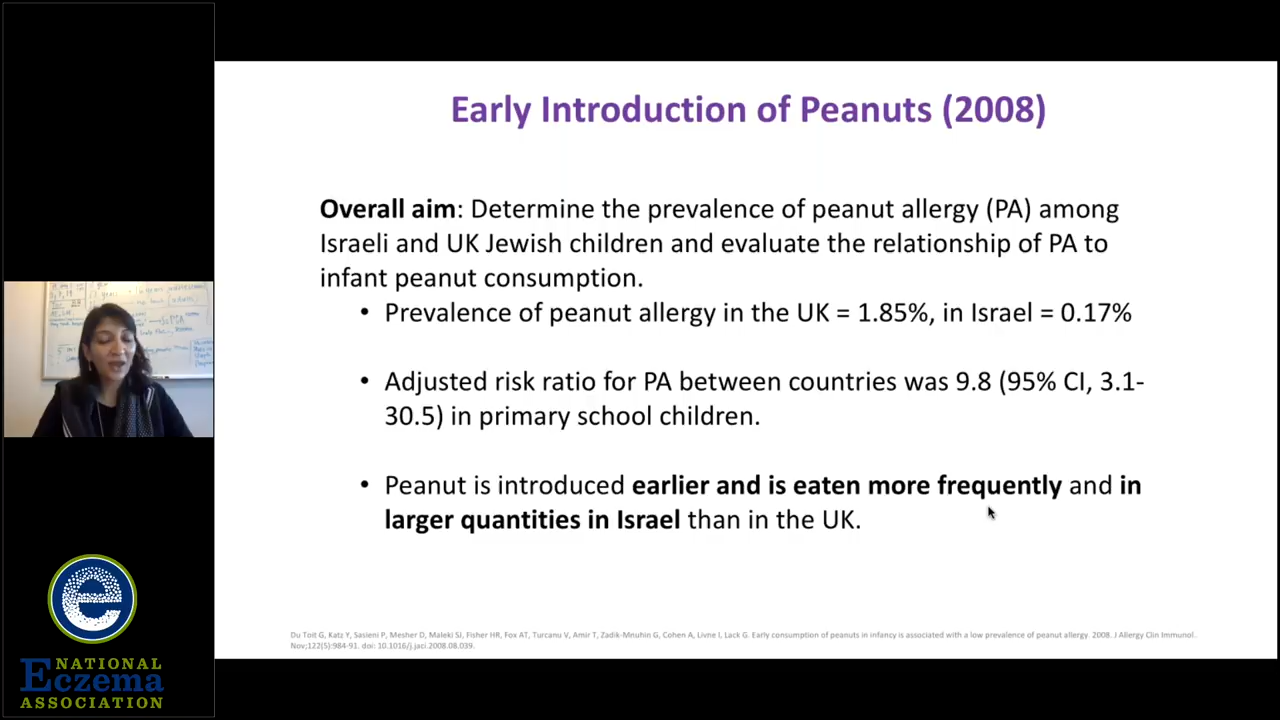 Early Introduction of Peanuts (2008)
Overall aim: Determine the prevalence of peanut allergy (PA) among
Israeli and UK Jewish children and evaluate the relationship of PA to
infant peanut consumption.
• Prevalence of peanut allergy in the UK = 1.85%, in Israel = 0.17%
• Adjusted risk ratio for PA between countries was 9.8 (95% CI, 3.1-
30.5) in primary school children.
• Peanut is introduced earlier and is eaten more frequently and in
larger quantities in Israel than in the UK.
Du Toit G, Katz Y, Sasieni P, Mesher D, Maleki SJ, Fisher HR, Fox AT, Turcanu V, Amir T, Zadik-Mnuhin G, Cohen A, Livne I, Lack G. Early consumption of peanuts in infancy is associated with a low prevalence of peanut allergy. 2008. J Allergy Clin Immunol.
Nov;122(5):984-91. doi: 10.1016/j.jaci.2008.08.039.
e
NATIONAL
Eczema
ASSOCIATION